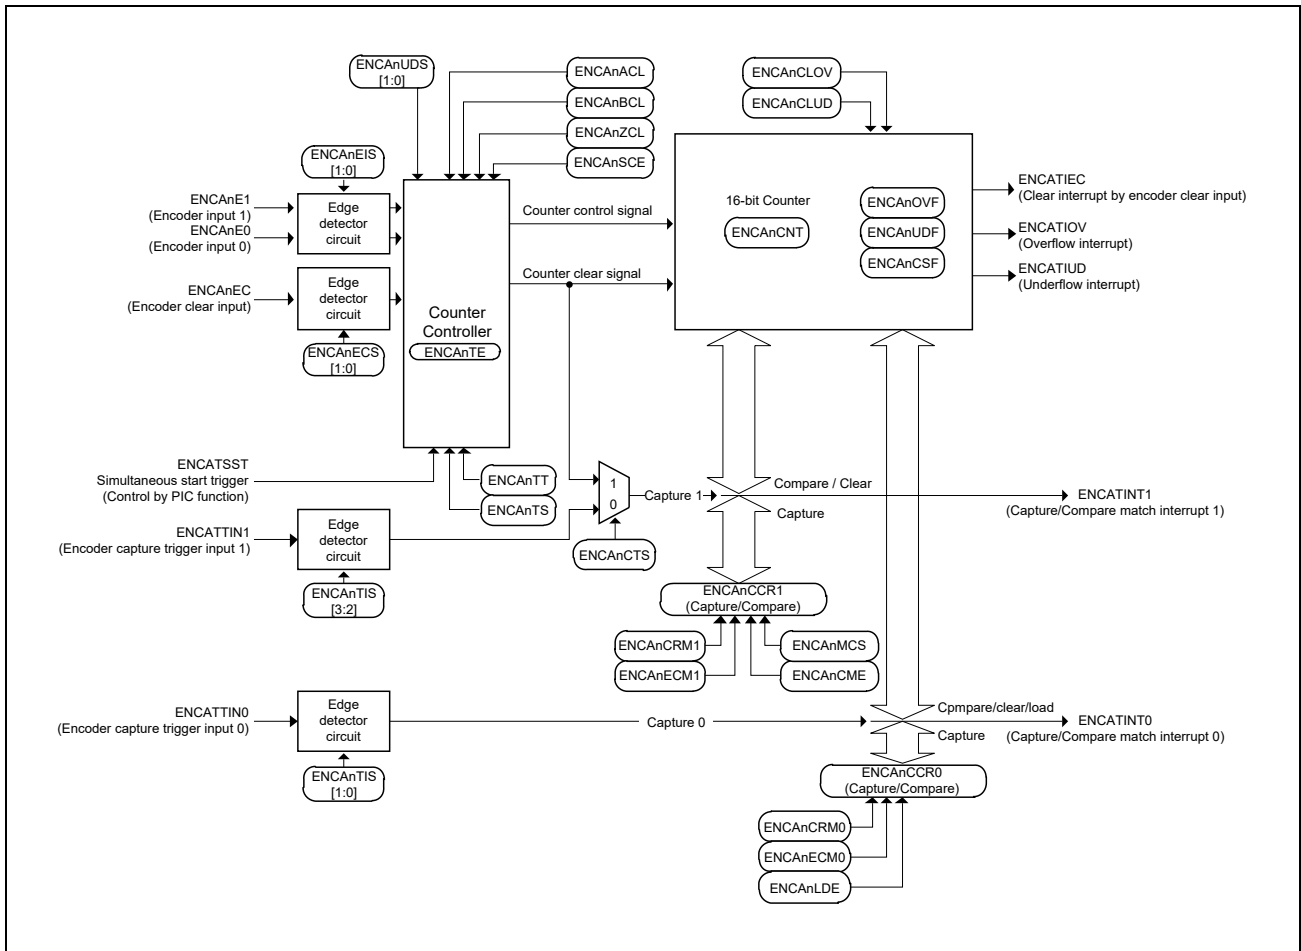 ENCAnUDS
[1:0]
ENCAnACL
ENCAnBCL
ENCAnZCL
ENCAnSCE
ENCAnCLOV
ENCAnCLUD
ENCAnEIS
[1:0]
ENCAnE1
(Encoder input 1)
ENCAnE0
(Encoder input 0)
Edge
detector
circuit
ENCAnEC
(Encoder clear input)
Edge
detector
circuit
ENCAnECS
[1:0]
Counter
Controller
ENCAnTE
Counter control signal
Counter clear signal
16-bit Counter
ENCAnCNT
ENCAnOVF
ENCAnUDF
ENCAnCSF
ENCATIEC
(Clear interrupt by encoder clear input)
ENCATIOV
(Overflow interrupt)
ENCATIUD
(Underflow interrupt)
ENCATSST
Simultaneous start trigger
(Control by PIC function)
ENCAnTT
ENCAnTS
1
0
ENCAnCTS
Capture 1
Compare / Clear
Capture
ENCATINT1
(Capture/Compare match interrupt 1)
ENCATTIN1
(Encoder capture trigger input 1)
Edge
detector
circuit
ENCAnTIS
[3:2]
ENCAnCCR1
(Capture/Compare)
ENCAnCRM1
ENCAnECM1
ENCAnMCS
ENCAnCME
ENCATTIN0
(Encoder capture trigger input 0)
Edge
detector
circuit
ENCAnTIS
[1:0]
Capture 0
Cpmpare/clear/load
Capture
ENCATINT0
(Capture/Compare match interrupt 0)
ENCAnCCR0
(Capture/Compare)
ENCAnCRM0
ENCAnECM0
ENCAnLDE